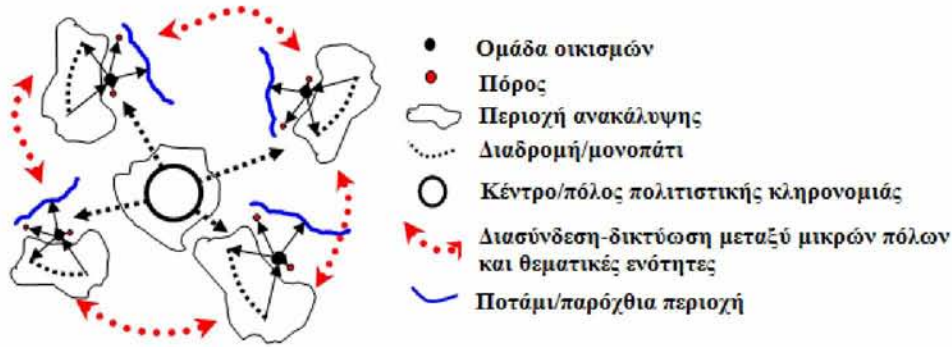 Ομάδα οικισμών
Πόρος
Περιοχή ανακάλυψης
Διαδρομή/μονοπάτι
Κέντρο/πόλος πολιτιστικής κληρονομιάς
Διασύνδεση-δικτύωση μεταξύ μικρών πόλων
και θεματικές ενότητες
Ποτάμι/παρόχθια περιοχή